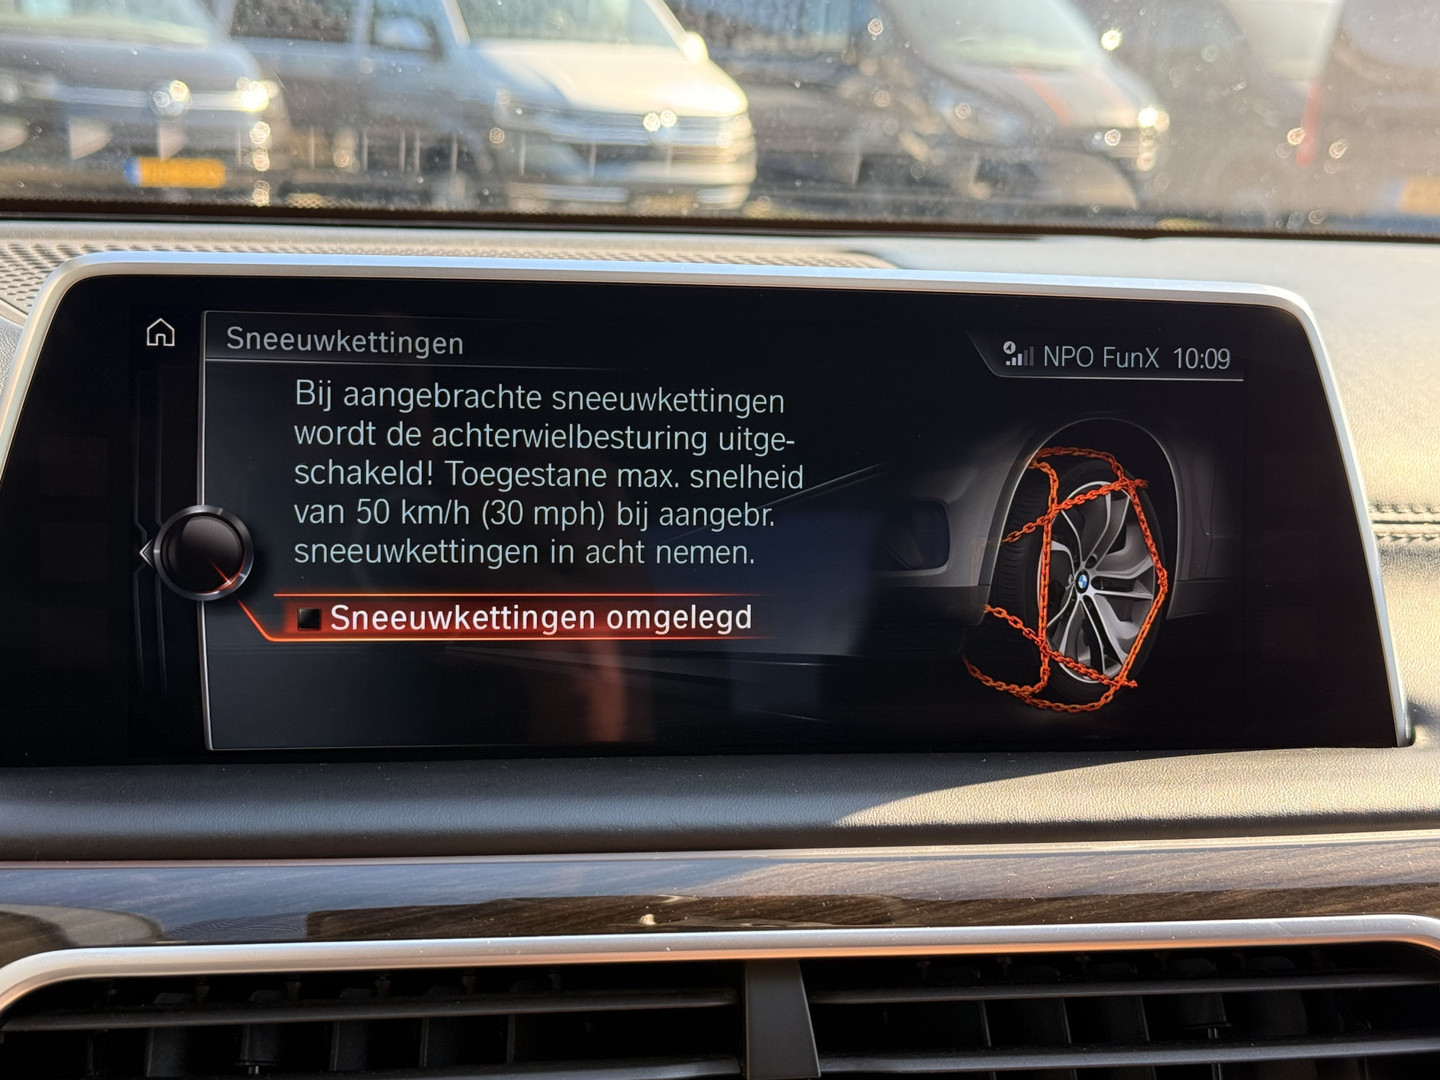 Sneeuwkettingen
NPO FunX 10:09
Bij aangebrachte sneeuwkettingen
wordt de achterwielbesturing uitge-
schakeld! Toegestane max. snelheid
van 50 km/h (30 mph) bij aangebr.
sneeuwkettingen in acht nemen.
Sneeuwkettingen omgelegd